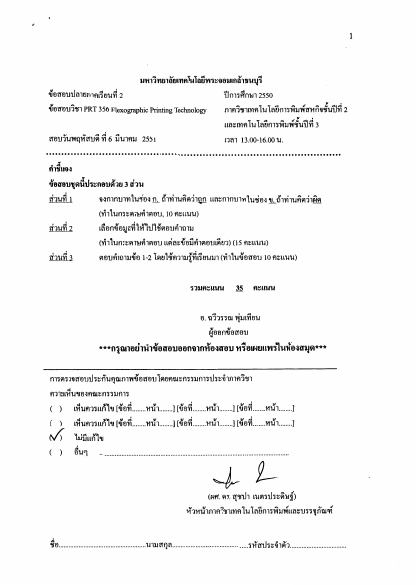 1
มหาวิทยาลัยเทคโนโลยีพระจอมเกล้าธนบุรี
ข้อสอบปลายภาคเรียนที่ 2 ปีการศึกษา 2550
ข้อสอบวิชา PRT 356 Flexographic Printing Technology ภาควิชาเทคโนโลยีการพิมพ์สหกิจชั้นปีที่ 2
และเทคโนโลยีการพิมพ์ชั้นปีที่ 3
สอบวันพฤหัสบดี ที่ 6 มีนาคม 2551 เวลา 13.00-16.00 น.
คำชี้แจง
ข้อสอบชุดนี้ประกอบด้วย 3 ส่วน
ส่วนที่ 1 จงกากบาทในช่อง ก. ถ้าท่านคิดว่าถูก และกากบาทในช่อง ข. ถ้าท่านคิดว่าผิด
(ทำในกระดาษคำตอบ, 10 คะแนน)
ส่วนที่ 2 เลือกข้อมูลที่ให้ไปใช้ตอบคำถาม
(ทำในกะดาษคำตอบ แต่ละข้อมีคำตอบเดียว) (15 คะแนน)
ส่วนที่ 3 ตอบคำถามข้อ 1-2 โดยใช้ความรู้ที่เรียนมา (ทำในข้อสอบ 10 คะแนน)
รวมคะแนน 35 คะแนน
อ. ฉวีวรรณ พุ่มเทียน
ผู้ออกข้อสอบ
***กรุณาอย่านำข้อสอบออกจากห้องสอบ หรือเผยแพร่ในห้องสมุด***
การตรวจสอบประกันคุณภาพข้อสอบโดยคณะกรรมการประจำภาควิชา
ความเห็นของคณะกรรมการ
( ) เห็นควรแก้ไข [ข้อที่.......หน้า.......] [ข้อที่.......หน้า.......] [ข้อที่.......หน้า.......]
( ) เห็นควรแก้ไข [ข้อที่.......หน้า.......] [ข้อที่.......หน้า.......] [ข้อที่.......หน้า.......]
(✓) ไม่มีแก้ไข
( ) อื่นๆ ..............................................................
(ผศ. ดร. สุชปา เนตรประดิษฐ์)
หัวหน้าภาควิชาเทคโนโลยีการพิมพ์และบรรจุภัณฑ์
ชื่อ..............................นามสกุล..............................รหัสประจำตัว....................